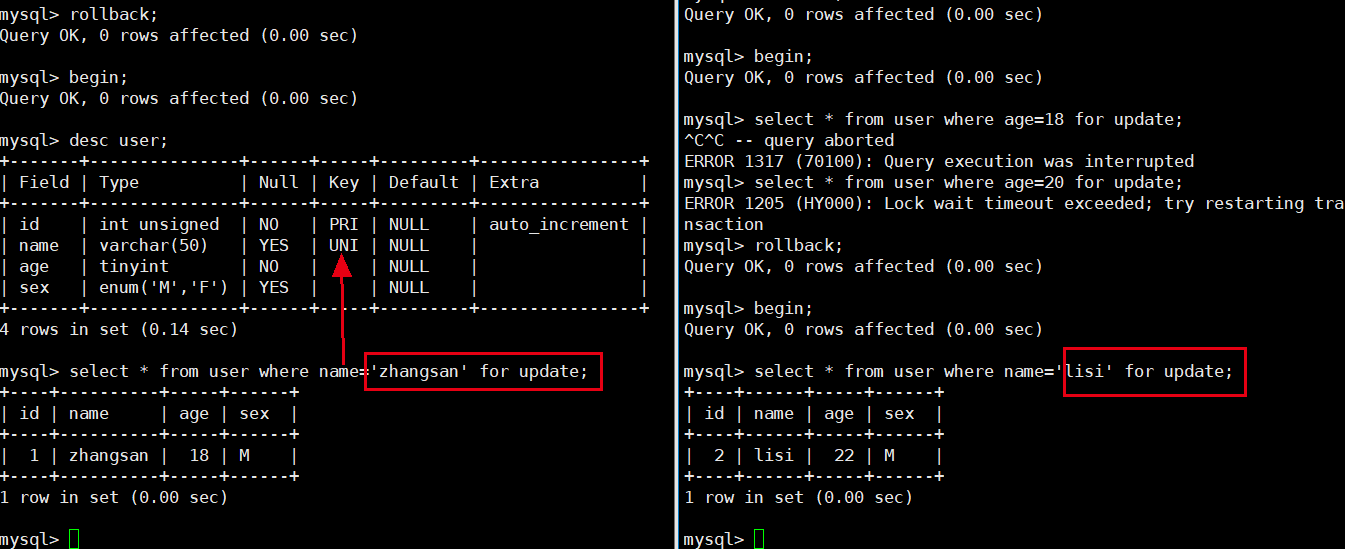 mysql> rollback;
Query OK, 0 rows affected (0.00 sec)
mysql> begin;
Query OK, 0 rows affected (0.00 sec)
mysql> desc user;
+-------+---------------+------+-----+---------+----------------+
| Field | Type          | Null | Key | Default | Extra          |
+-------+---------------+------+-----+---------+----------------+
| id    | int unsigned  | NO   | PRI | NULL    | auto_increment |
| name  | varchar(50)   | YES  | UNI | NULL    |                |
| age   | tinyint       | NO   |     | NULL    |                |
| sex   | enum('M','F') | YES  |     | NULL    |                |
+-------+---------------+------+-----+---------+----------------+
4 rows in set (0.14 sec)
mysql> select * from user where name='zhangsan' for update;
+----+----------+-----+------+
| id | name     | age | sex  |
+----+----------+-----+------+
|  1 | zhangsan |  18 | M    |
+----+----------+-----+------+
1 row in set (0.00 sec)
mysql>
Query OK, 0 rows affected (0.00 sec)
mysql> begin;
Query OK, 0 rows affected (0.00 sec)
mysql> select * from user where age=18 for update;
^C^C -- query aborted
ERROR 1317 (70100): Query execution was interrupted
mysql> select * from user where age=20 for update;
ERROR 1205 (HY000): Lock wait timeout exceeded; try restarting tra
nsaction
mysql> rollback;
Query OK, 0 rows affected (0.00 sec)
mysql> begin;
Query OK, 0 rows affected (0.00 sec)
mysql> select * from user where name='lisi' for update;
+----+------+-----+------+
| id | name | age | sex  |
+----+------+-----+------+
|  2 | lisi |  22 | M    |
+----+------+-----+------+
1 row in set (0.00 sec)
mysql>